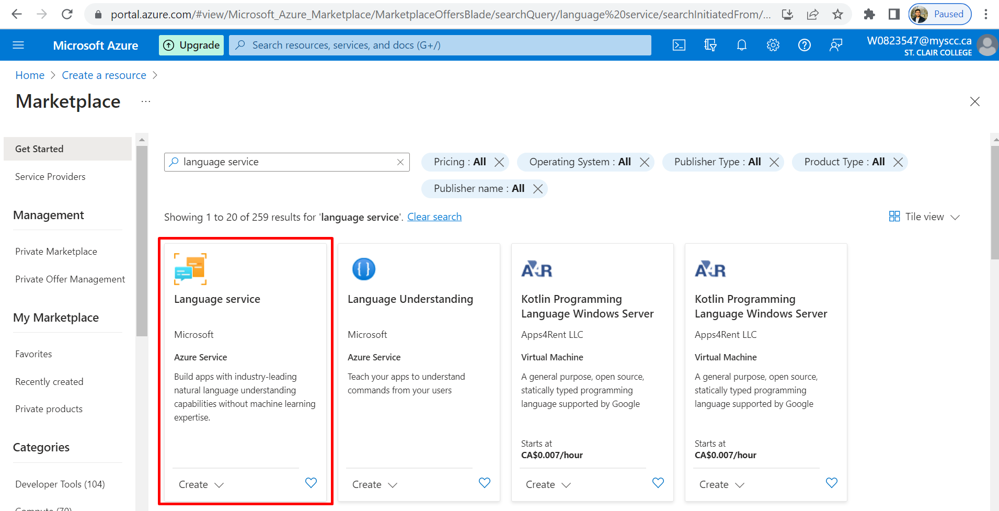 portal.azure.com/#view/Microsoft_Azure_Marketplace/MarketplaceOffersBlade/searchQuery/language%20service/searchInitiatedFrom/...
Paused
Microsoft Azure
Upgrade
Search resources, services, and docs (G+/)
W0823547@myscc.ca
ST. CLAIR COLLEGE
Home > Create a resource >
Marketplace ...
Get Started
Service Providers
Management
Private Marketplace
Private Offer Management
My Marketplace
Favorites
Recently created
Private products
Categories
Developer Tools (104)
Compute (70)
language service
Pricing : All
Operating System : All
Publisher Type : All
Product Type : All
Publisher name : All
Showing 1 to 20 of 259 results for 'language service'. Clear search
Tile view
Language service
Microsoft
Azure Service
Build apps with industry-leading
natural language understanding
capabilities without machine learning
expertise.
Create
{ }
Language Understanding
Microsoft
Azure Service
Teach your apps to understand
commands from your users
Create
A4R
Kotlin Programming
Language Windows Server
Apps4Rent LLC
Virtual Machine
A general purpose, open source,
statically typed programming
language supported by Google
Starts at
CA$0.007/hour
Create
A4R
Kotlin Programming
Language Windows Server
Apps4Rent LLC
Virtual Machine
A general purpose, open source,
statically typed programming
language supported by Google
Starts at
CA$0.007/hour
Create